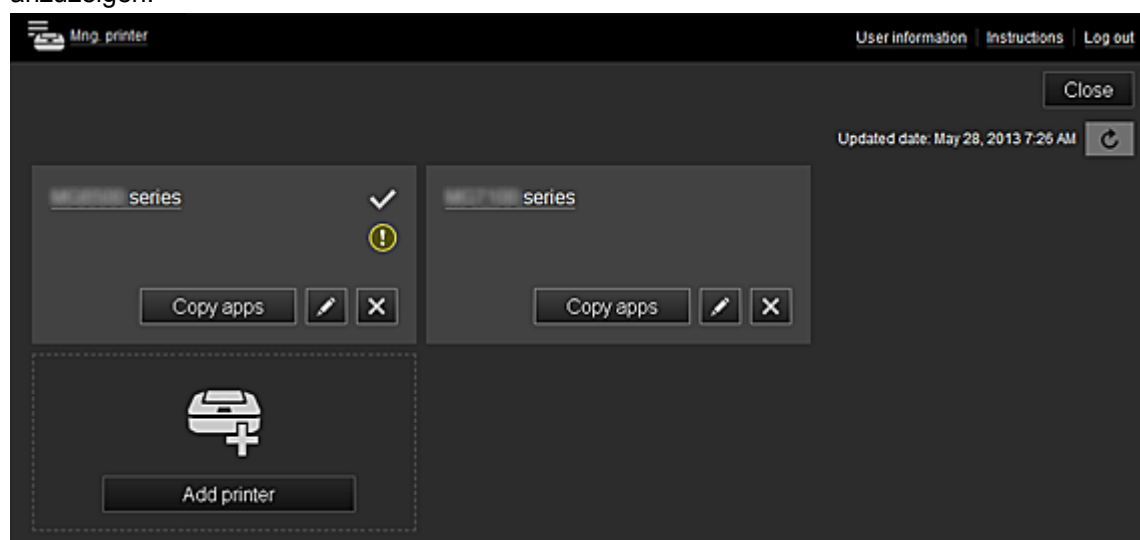 anzuzeigen.
Mng. printer User information Instructions Log out
Close
Updated date: May 28, 2013 7:26 AM
series series
Copy apps Copy apps
Add printer